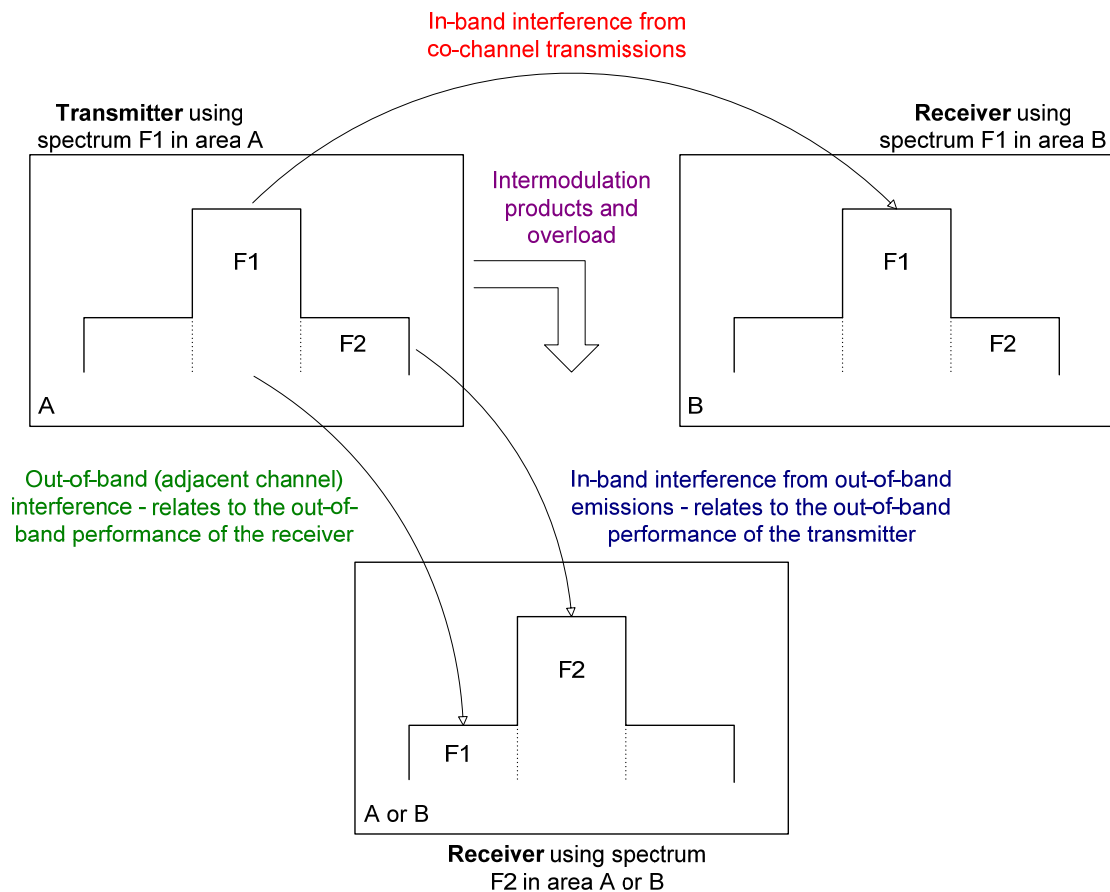 In-band interference from
co-channel transmissions
Transmitter using
spectrum F1 in area A
Receiver using
spectrum F1 in area B
Intermodulation
products and
overload
F1
F2
A
F1
F2
B
Out-of-band (adjacent channel)
interference - relates to the out-of-
band performance of the receiver
In-band interference from out-of-band
emissions - relates to the out-of-band
performance of the transmitter
F2
F1
A or B
Receiver using spectrum
F2 in area A or B